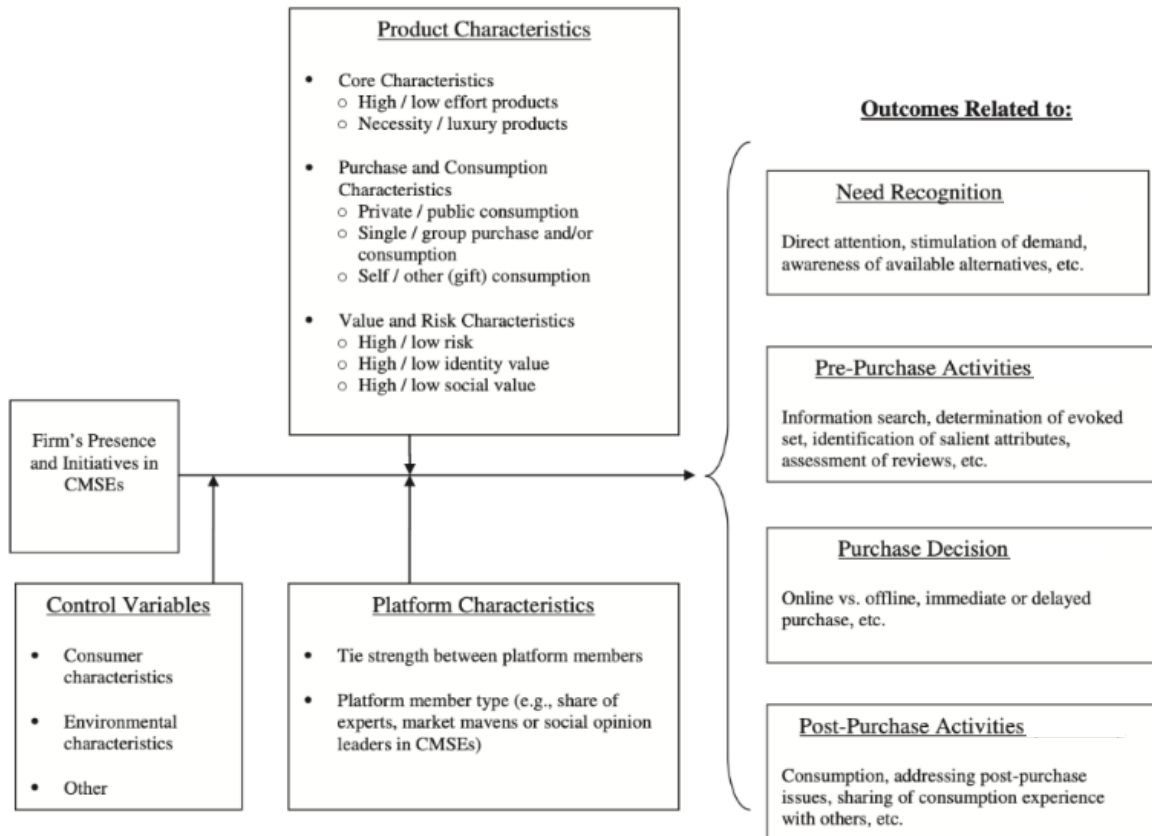 Product Characteristics
• Core Characteristics
○ High / low effort products
○ Necessity / luxury products
• Purchase and Consumption
Characteristics
○ Private / public consumption
○ Single / group purchase and/or
consumption
○ Self / other (gift) consumption
• Value and Risk Characteristics
○ High / low risk
○ High / low identity value
○ High / low social value
Firm's Presence
and Initiatives in
CMSEs
Control Variables
• Consumer
characteristics
• Environmental
characteristics
• Other
Platform Characteristics
• Tie strength between platform members
• Platform member type (e.g., share of
experts, market mavens or social opinion
leaders in CMSEs)
Outcomes Related to:
Need Recognition
Direct attention, stimulation of demand,
awareness of available alternatives, etc.
Pre-Purchase Activities
Information search, determination of evoked
set, identification of salient attributes,
assessment of reviews, etc.
Purchase Decision
Online vs. offline, immediate or delayed
purchase, etc.
Post-Purchase Activities
Consumption, addressing post-purchase
issues, sharing of consumption experience
with others, etc.